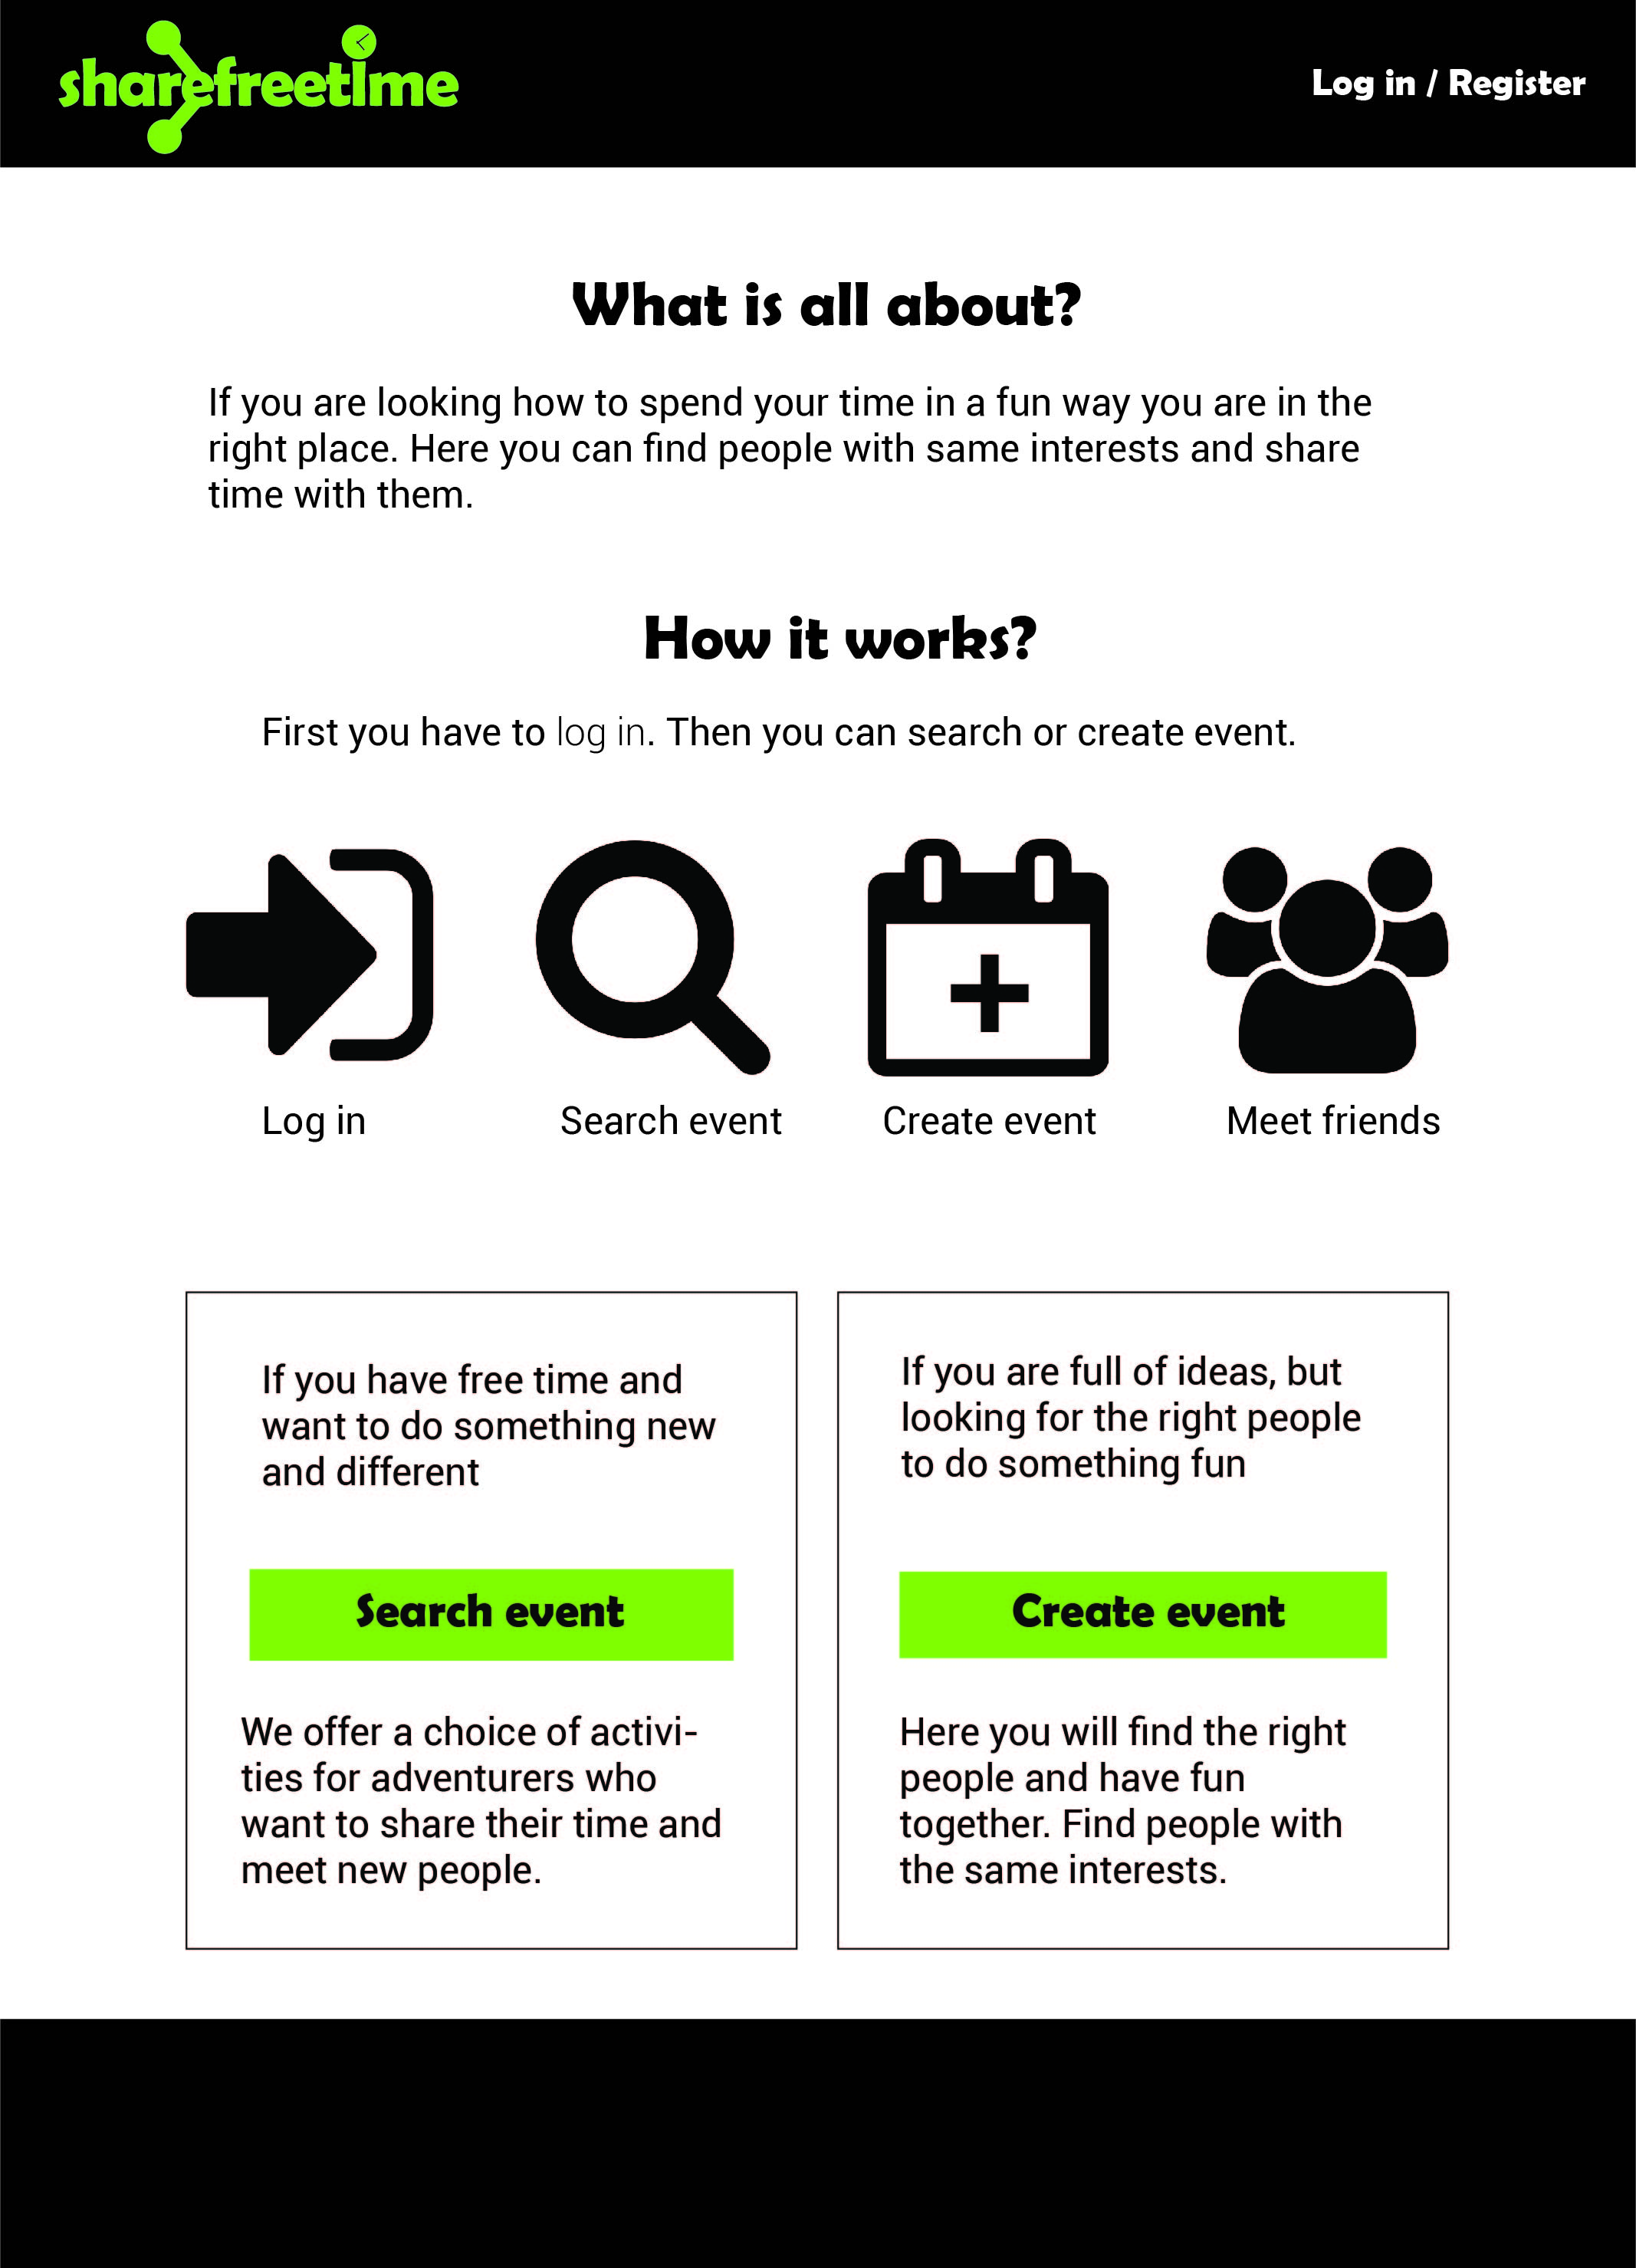 sharefreetime
Log in / Register
What is all about?
If you are looking how to spend your time in a fun way you are in the
right place. Here you can find people with same interests and share
time with them.
How it works?
First you have to log in. Then you can search or create event.
Log in
Search event
Create event
Meet friends
If you have free time and
want to do something new
and different
Search event
We offer a choice of activi-
ties for adventurers who
want to share their time and
meet new people.
If you are full of ideas, but
looking for the right people
to do something fun
Create event
Here you will find the right
people and have fun
together. Find people with
the same interests.